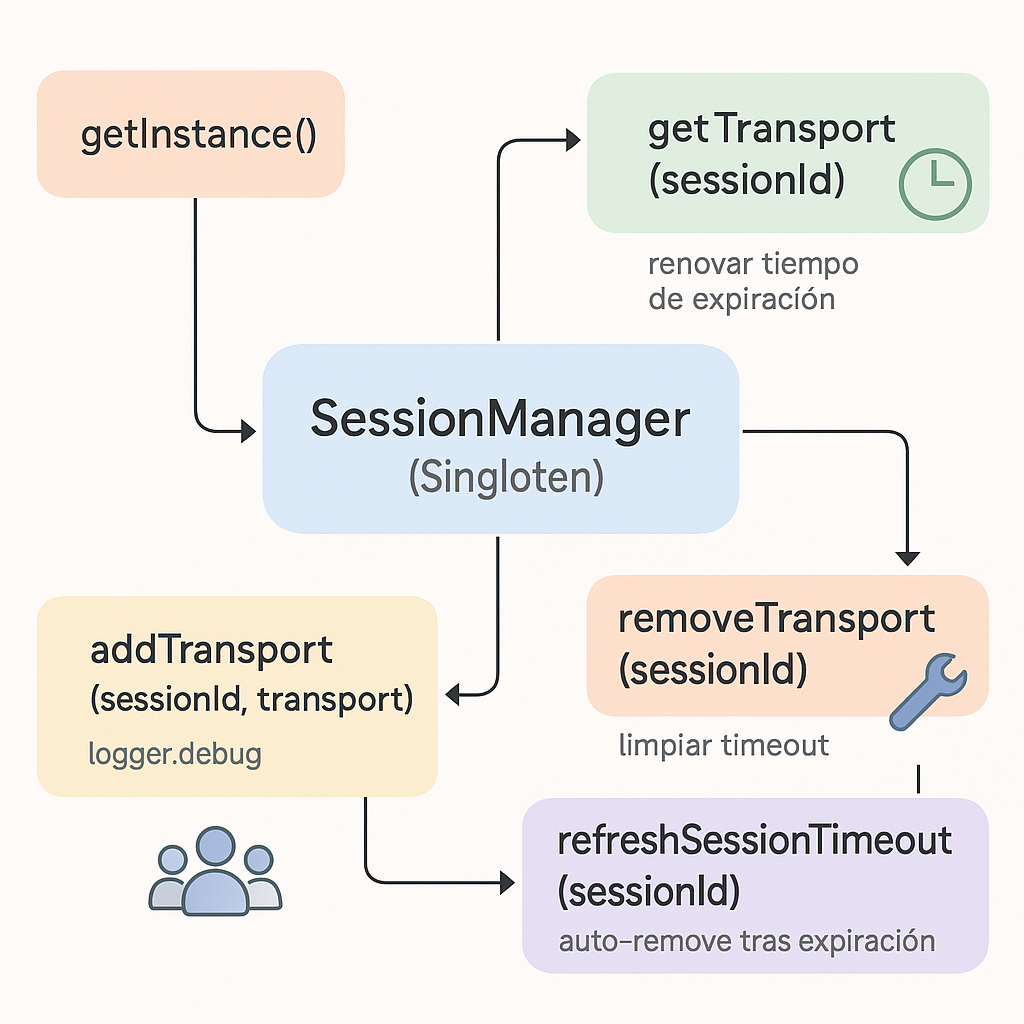 getInstance()
getTransport
(sessionId)
renovar tiempo
de expiracíón
SessionManager
(Singloten)
addTransport
(sessionId, transport)
logger.debug
removeTransport
(sessionId)
limpiar timeout
refreshSessionTimeout
(sessionId)
auto-remove tras expiración